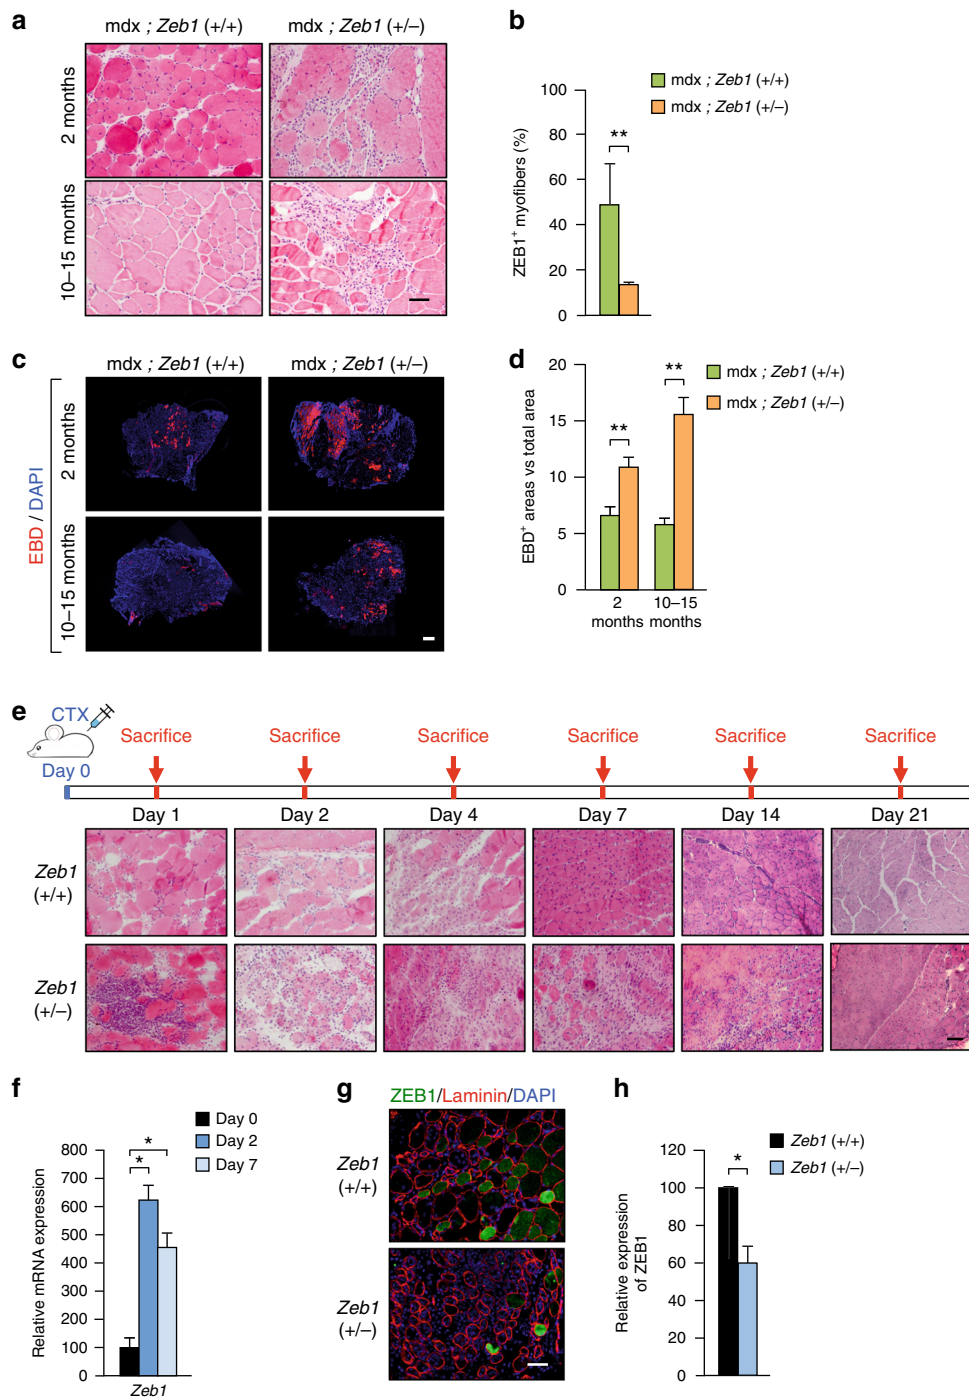 a
mdx ; Zeb1 (+/+)
mdx ; Zeb1 (+/−)
2 months
10–15 months
b
mdx ; Zeb1 (+/+)
mdx ; Zeb1 (+/−)
ZEB1+ myofibers (%)
100
80
60
40
20
0
**
c
mdx ; Zeb1 (+/+)
mdx ; Zeb1 (+/−)
EBD / DAPI
2 months
10–15 months
d
mdx ; Zeb1 (+/+)
mdx ; Zeb1 (+/−)
EBD+ areas vs total area
20
15
10
5
0
**
**
2
months
10–15
months
e
CTX
Day 0
Sacrifice
Sacrifice
Sacrifice
Sacrifice
Sacrifice
Sacrifice
Day 1
Day 2
Day 4
Day 7
Day 14
Day 21
Zeb1
(+/+)
Zeb1
(+/−)
f
Day 0
Day 2
Day 7
Relative mRNA expression
800
700
600
500
400
300
200
100
0
*
*
Zeb1
g
ZEB1/Laminin/DAPI
Zeb1
(+/+)
Zeb1
(+/−)
h
Zeb1 (+/+)
Zeb1 (+/−)
Relative expression
of ZEB1
120
100
80
60
40
20
0
*